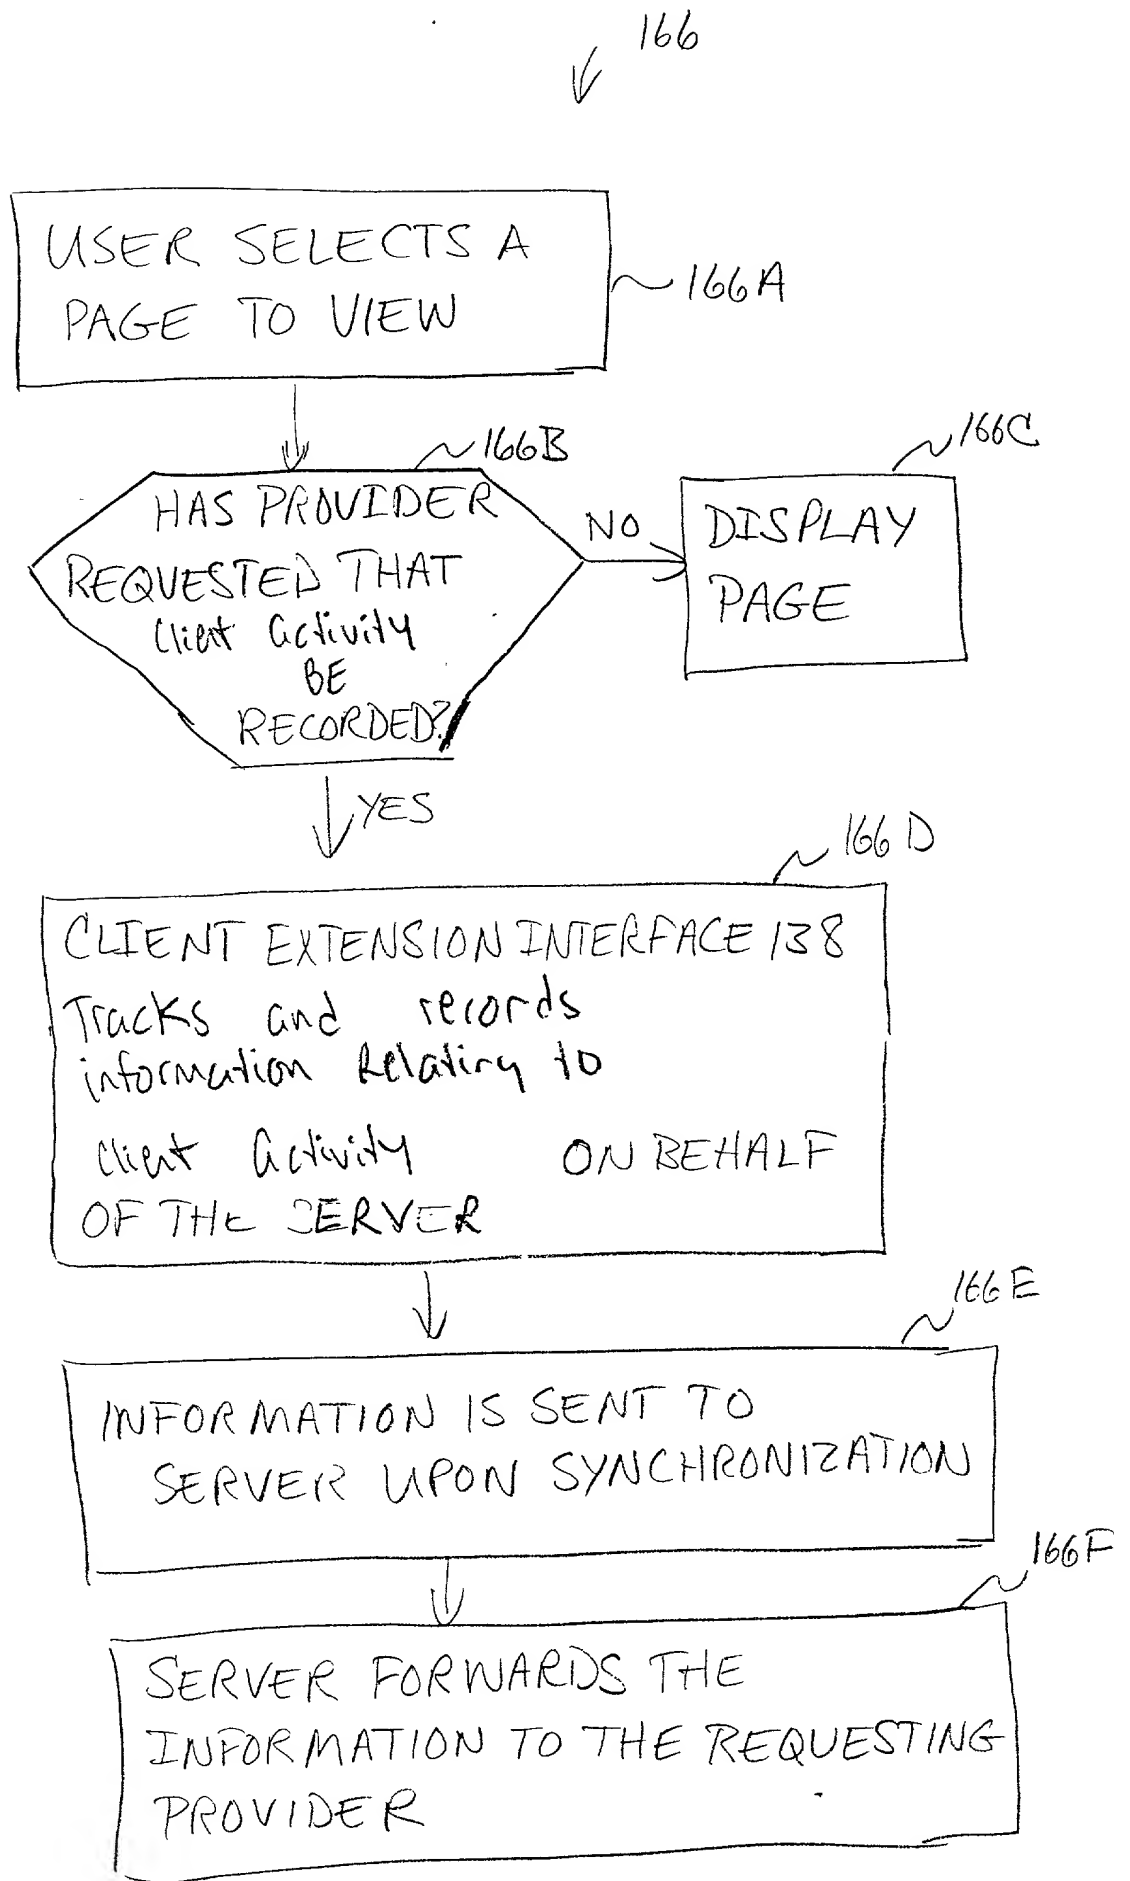 166
USER SELECTS A
PAGE TO VIEW
166A
166B
HAS PROVIDER
REQUESTED THAT
Client Activity
BE
RECORDED?
NO
166C
DISPLAY
PAGE
YES
166D
CLIENT EXTENSION INTERFACE 138
Tracks and records
information Relating to
Client Activity ON BEHALF
OF THE SERVER
166E
INFORMATION IS SENT TO
SERVER UPON SYNCHRONIZATION
166F
SERVER FORWARDS THE
INFORMATION TO THE REQUESTING
PROVIDER